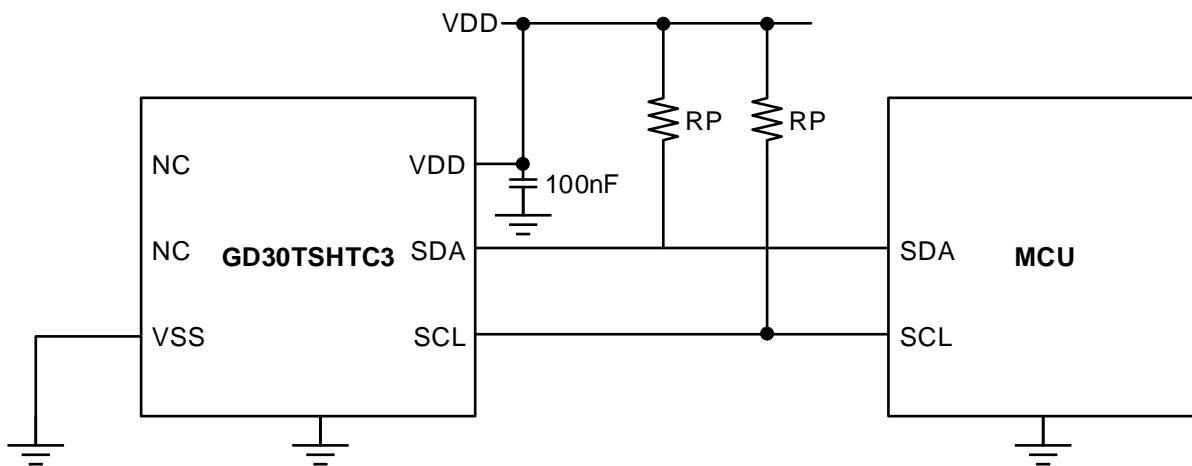 VDD
RP
RP
NC
VDD
100nF
NC
GD30TSHTC3
SDA
SDA
MCU
VSS
SCL
SCL